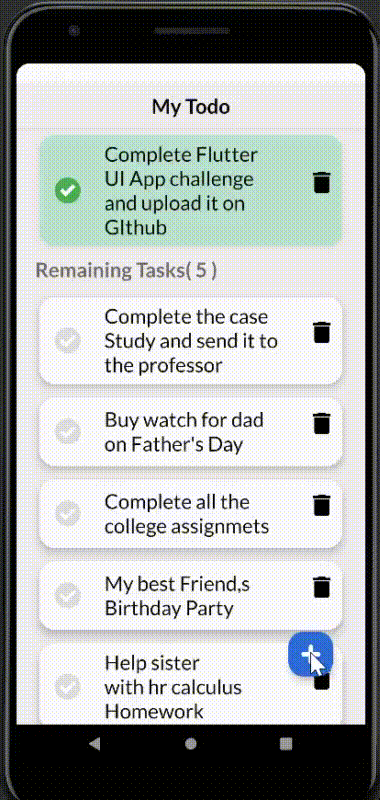 My Todo
Complete Flutter
UI App challenge
and upload it on
GIthub
Remaining Tasks( 5 )
Complete the case
Study and send it to
the professor
Buy watch for dad
on Father's Day
Complete all the
college assignmets
My best Friend,s
Birthday Party
Help sister
with hr calculus
Homework